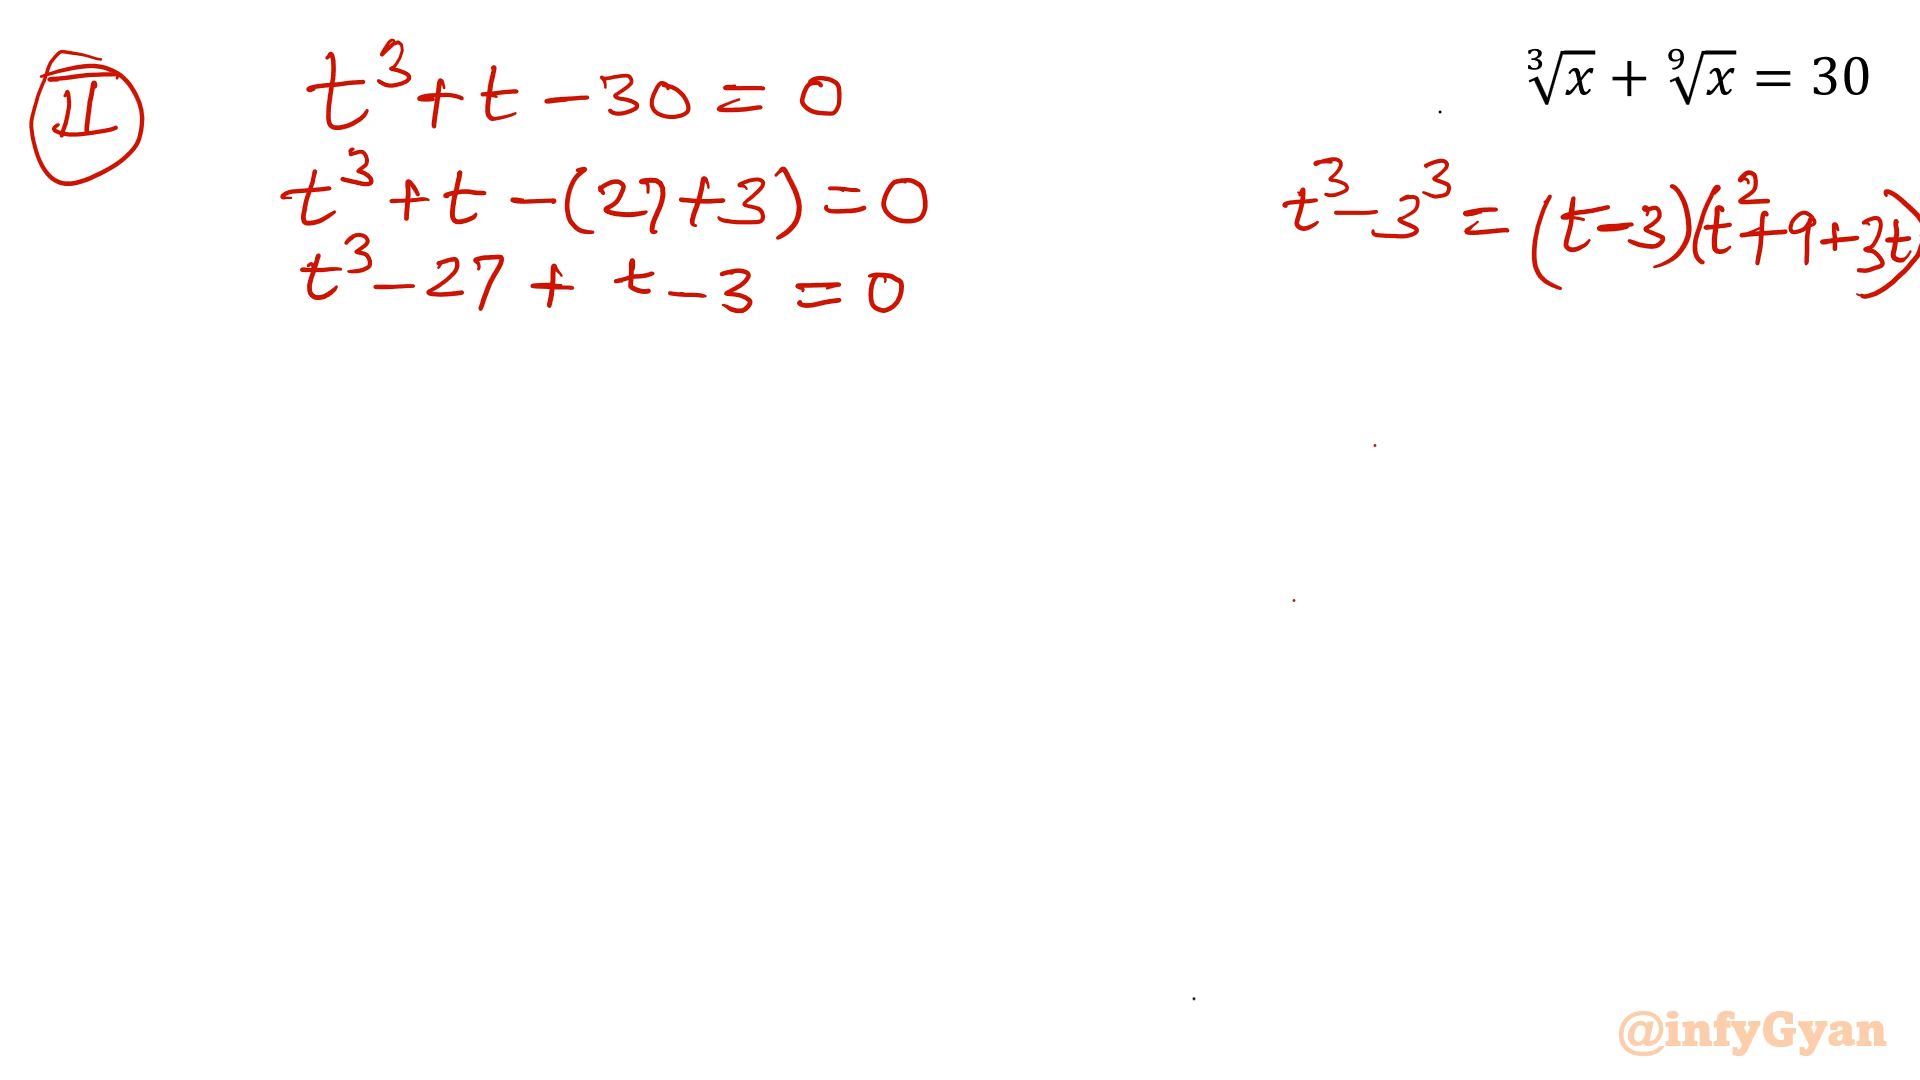 II
t³ + t - 30 = 0
t³ + t - (27+3) = 0
t³ - 27 + t - 3 = 0
∛x + ⁹√x = 30
t³ - 3³ = (t-3)(t²+9+3t)
@infyGyan